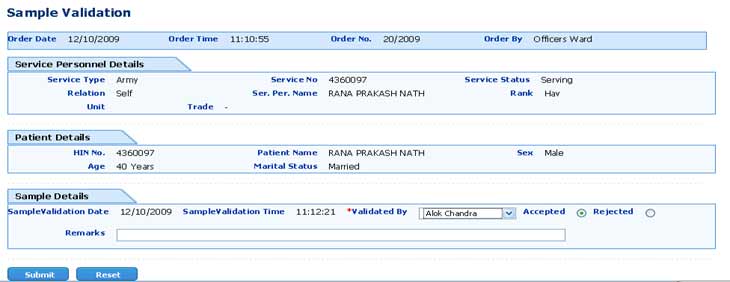 Sample Validation
Order Date 12/10/2009 Order Time 11:10:55 Order No. 20/2009 Order By Officers Ward
Service Personnel Details
Service Type Army Service No 4360097 Service Status Serving
Relation Self Ser. Per. Name RANA PRAKASH NATH Rank Hav
Unit Trade -
Patient Details
HIN No. 4360097 Patient Name RANA PRAKASH NATH Sex Male
Age 40 Years Marital Status Married
Sample Details
SampleValidation Date 12/10/2009 SampleValidation Time 11:12:21 *Validated By Alok Chandra Accepted Rejected
Remarks
Submit Reset